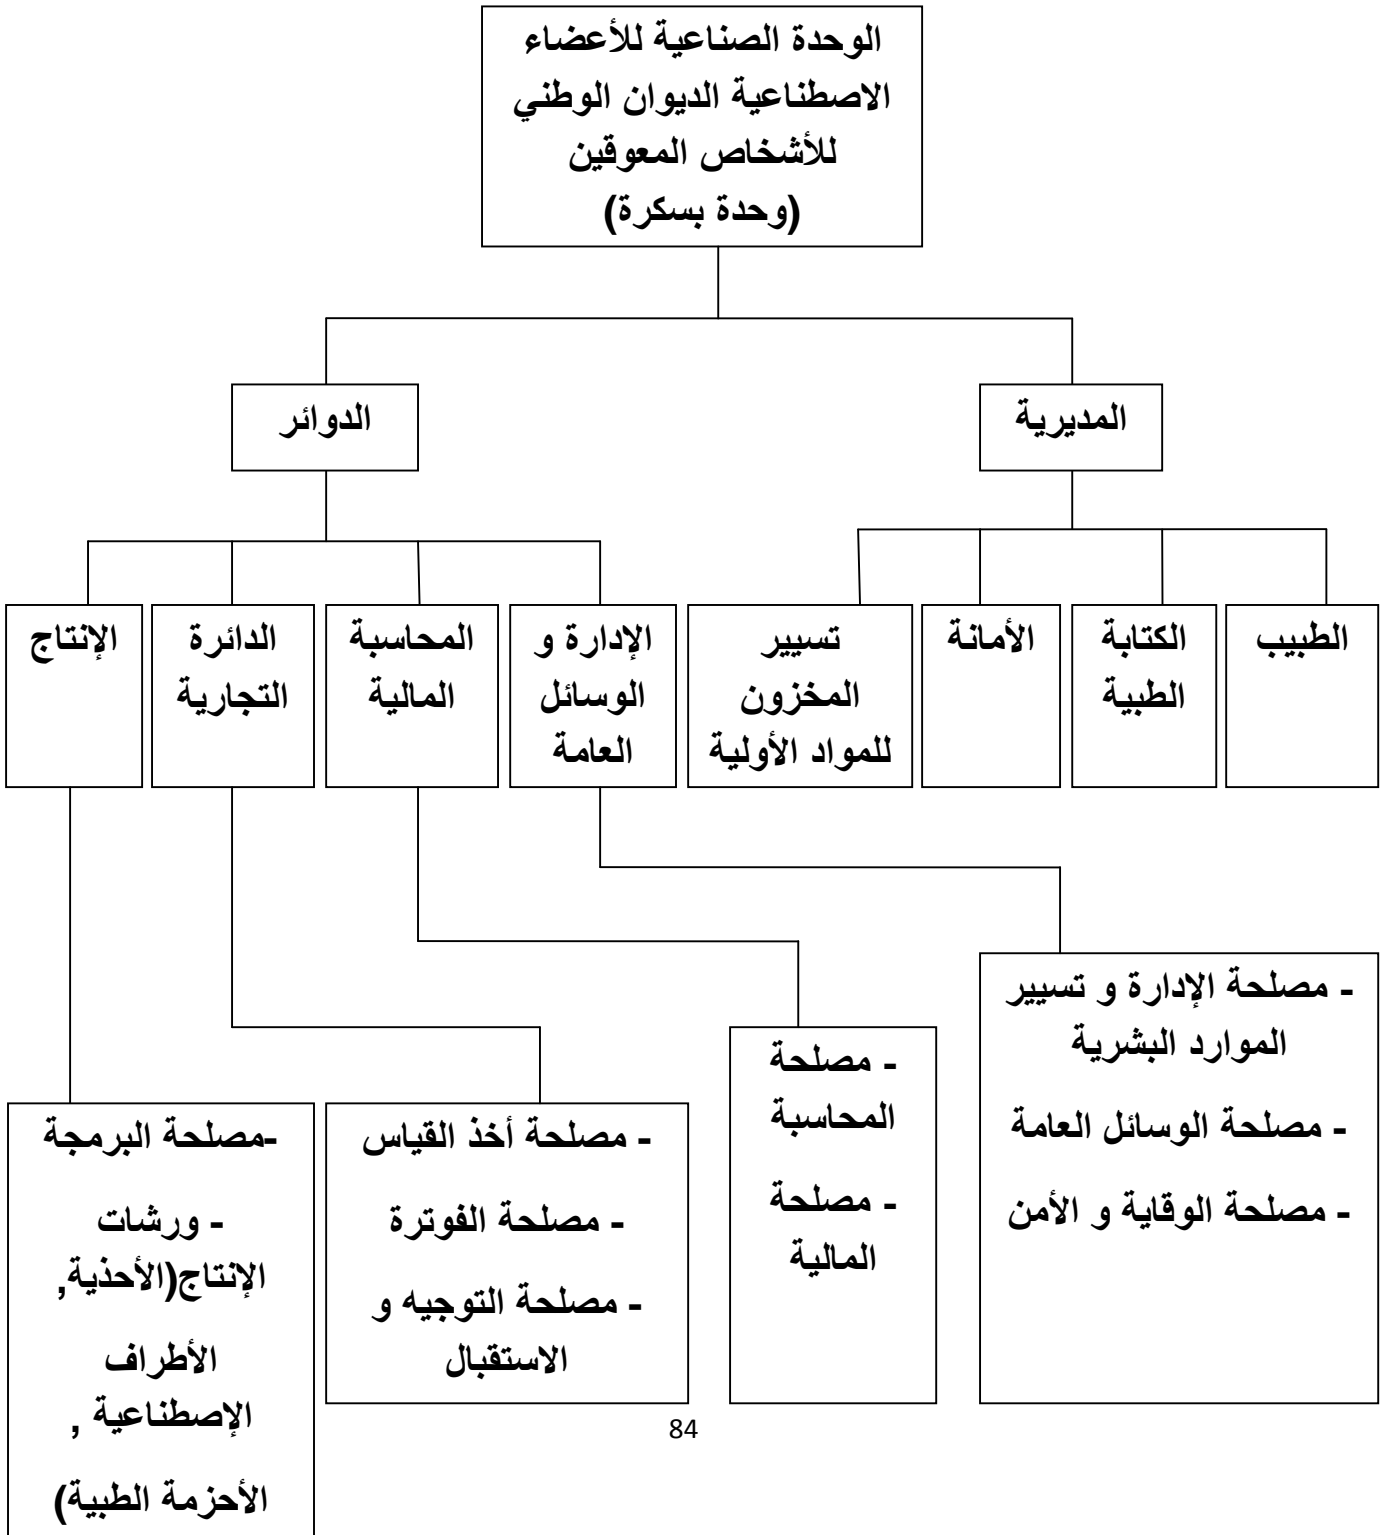 الوحدة الصناعية للأعضاء
الاصطناعية الديوان الوطني
للأشخاص المعوقين
(وحدة بسكرة)
المديرية
الدوائر
الطبيب
الكتابة
الطبية
الأمانة
تسيير
المخزون
للمواد الأولية
الإدارة و
الوسائل
العامة
المحاسبة
المالية
الدائرة
التجارية
الإنتاج
- مصلحة الإدارة و تسيير
الموارد البشرية
- مصلحة الوسائل العامة
- مصلحة الوقاية و الأمن
- مصلحة
المحاسبة
- مصلحة
المالية
- مصلحة أخذ القياس
- مصلحة الفوترة
- مصلحة التوجيه و
الاستقبال
-مصلحة البرمجة
- ورشات
الإنتاج(الأحذية,
الأطراف
الإصطناعية ,
الأحزمة الطبية)
84